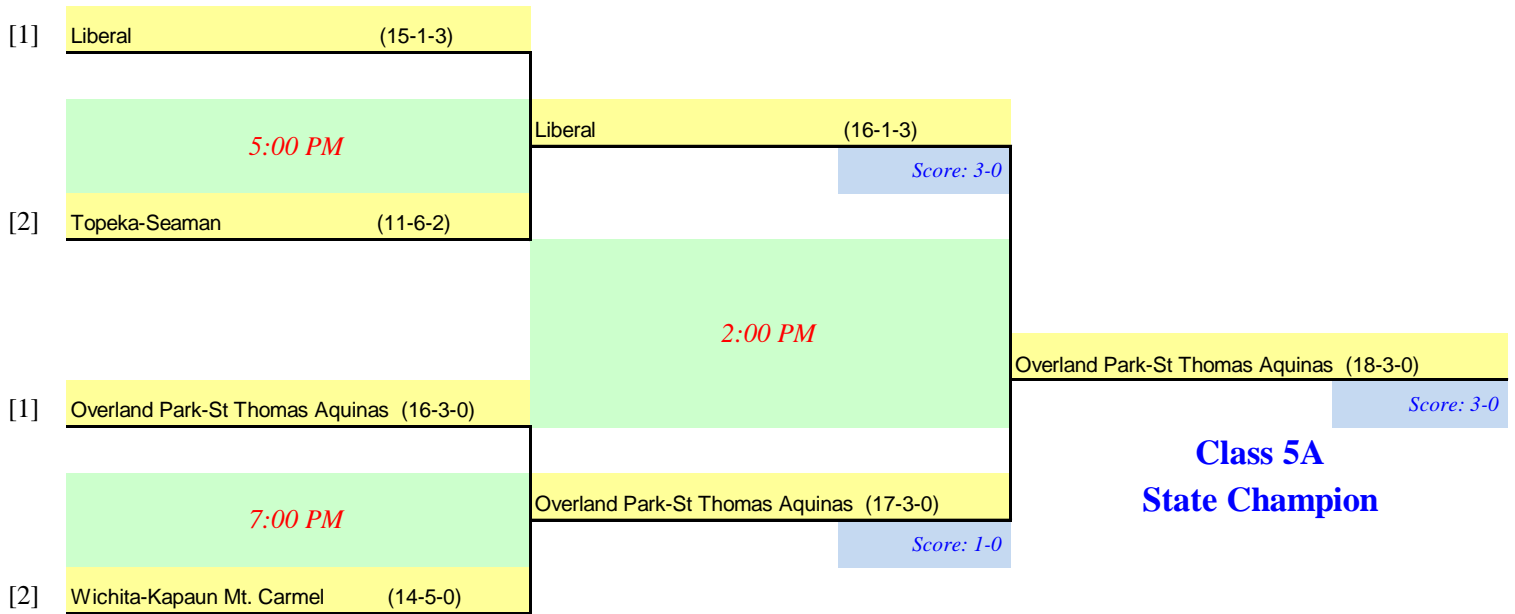 [1] Liberal (15-1-3)
5:00 PM
Liberal (16-1-3)
Score: 3-0
[2] Topeka-Seaman (11-6-2)
2:00 PM
Overland Park-St Thomas Aquinas (18-3-0)
Score: 3-0
[1] Overland Park-St Thomas Aquinas (16-3-0)
Class 5A
State Champion
7:00 PM
Overland Park-St Thomas Aquinas (17-3-0)
Score: 1-0
[2] Wichita-Kapaun Mt. Carmel (14-5-0)